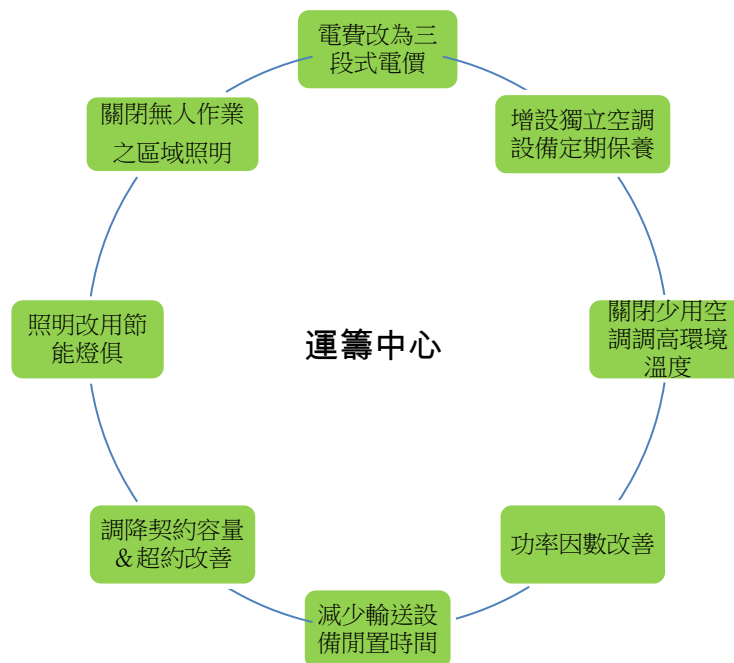 電費改為三
段式電價
增設獨立空調
設備定期保養
關閉少用空
調調高環境
溫度
功率因數改善
減少輸送設
備閒置時間
調降契約容量
&超約改善
照明改用節
能燈俱
關閉無人作業
之區域照明
運籌中心